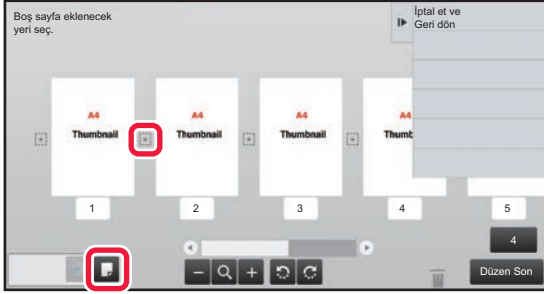 Boş sayfa eklenecek
yeri seç.
İptal et ve
Geri dön
A4
Thumbnail
A4
Thumbnail
A4
Thumbnail
A4
Thumb
1
2
3
4
5
4
Düzen Son